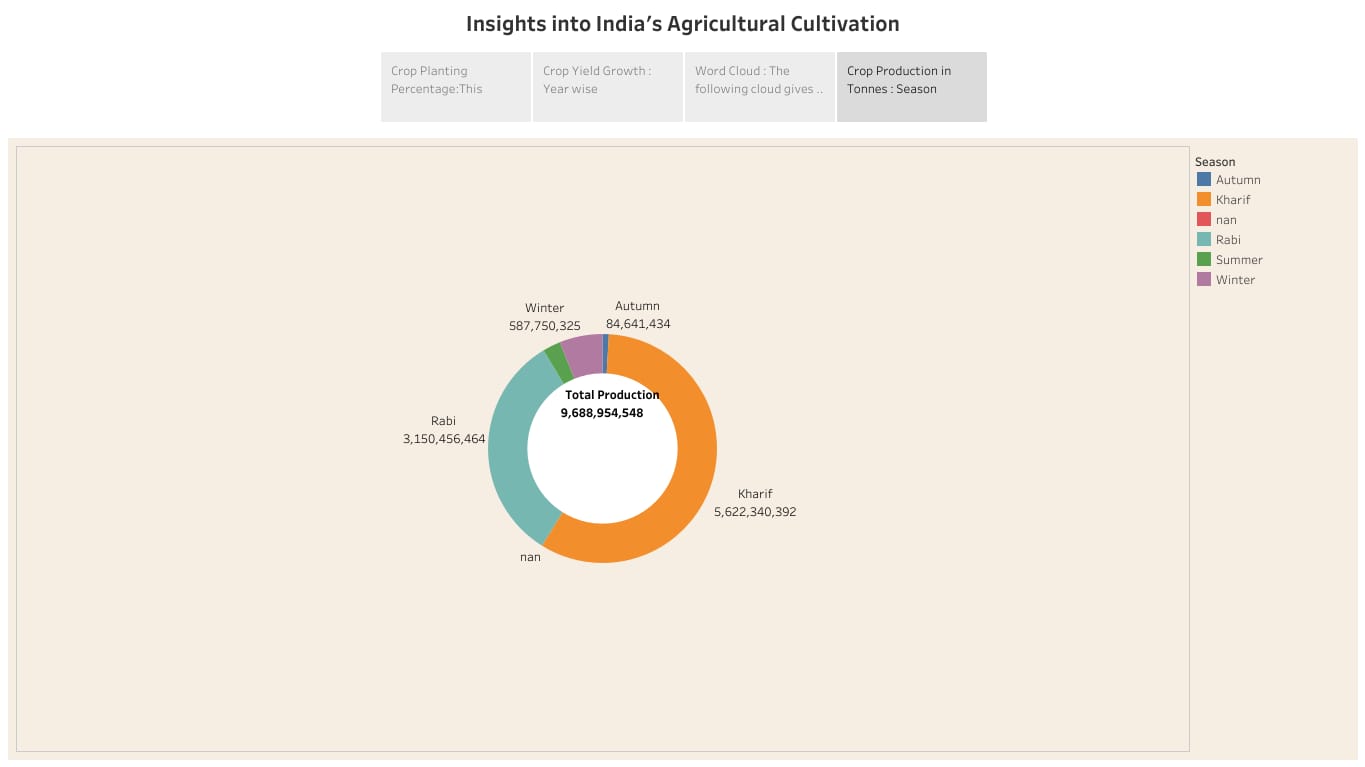 Insights into India's Agricultural Cultivation
Crop Planting
Percentage:This
Crop Yield Growth :
Year wise
Word Cloud : The
following cloud gives ..
Crop Production in
Tonnes : Season
Season
Autumn
Kharif
nan
Rabi
Summer
Winter
Winter
587,750,325
Autumn
84,641,434
Total Production
9,688,954,548
Rabi
3,150,456,464
Kharif
5,622,340,392
nan